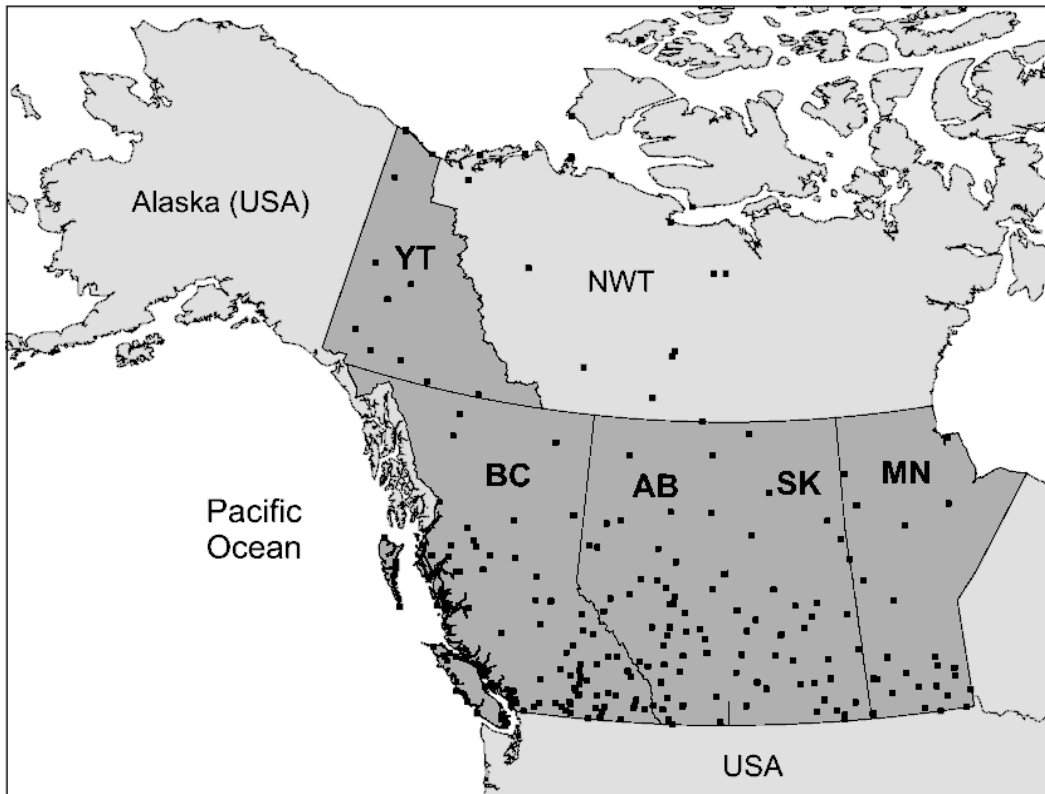 Alaska (USA)
YT
NWT
BC
AB
SK
MN
Pacific
Ocean
USA